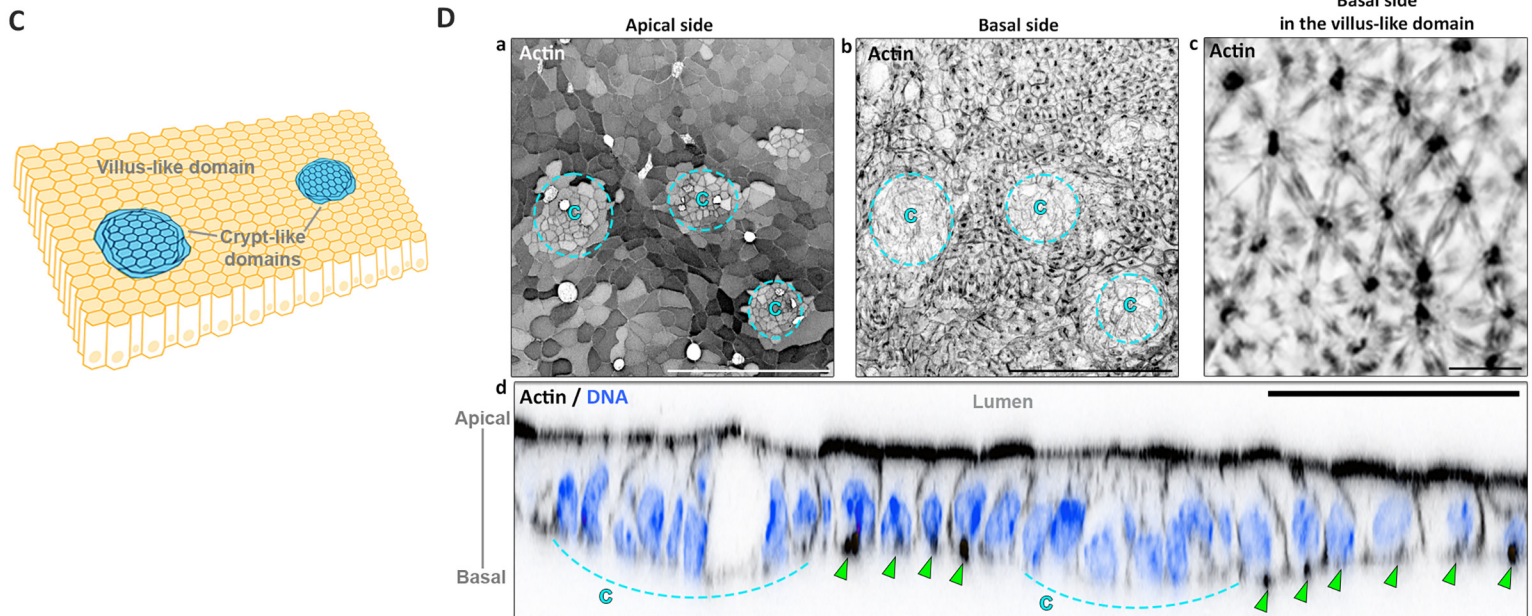 C
Villus-like domain
Crypt-like
domains
D
Apical side
a
Actin
C
C
C
Basal side
b
Actin
C
C
C
Basal side
in the villus-like domain
c
Actin
d
Actin / DNA
Lumen
Apical
Basal
C
C